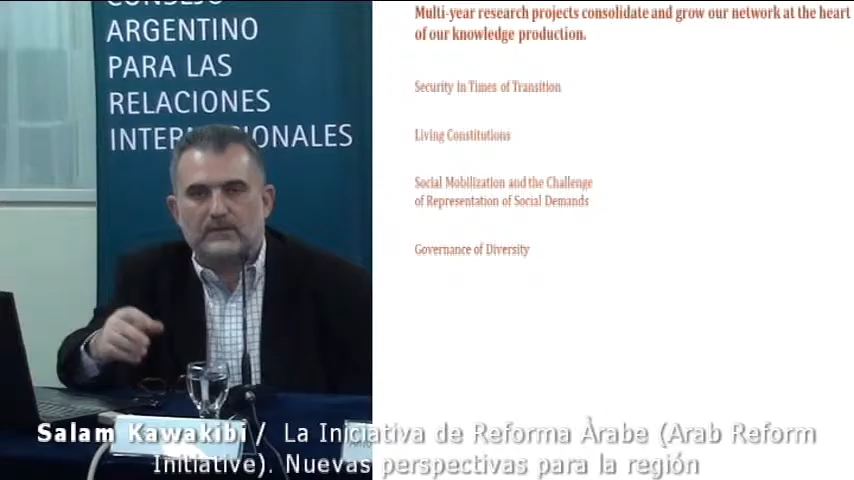 CONSEJO
ARGENTINO
PARA LAS
RELACIONES
INTERNACIONALES
Multi-year research projects consolidate and grow our network at the heart
of our knowledge production.
Security in Times of Transition
Living Constitutions
Social Mobilization and the Challenge
of Representation of Social Demands
Governance of Diversity
Salam Kawakibi / La Iniciativa de Reforma Àrabe (Arab Reform
Initiative). Nuevas perspectivas para la región